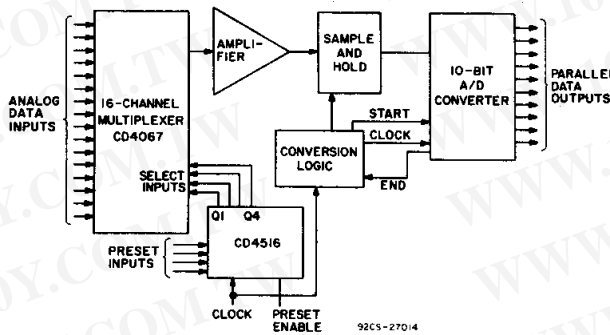 ANALOG
DATA
INPUTS
16-CHANNEL
MULTIPLEXER
CD4067
AMPLI-
FIER
SAMPLE
AND
HOLD
10-BIT
A/D
CONVERTER
PARALLEL
DATA
OUTPUTS
START
CLOCK
END
CONVERSION
LOGIC
SELECT
INPUTS
Q1 Q4
CD4516
PRESET
INPUTS
CLOCK
PRESET
ENABLE
92CS-27014